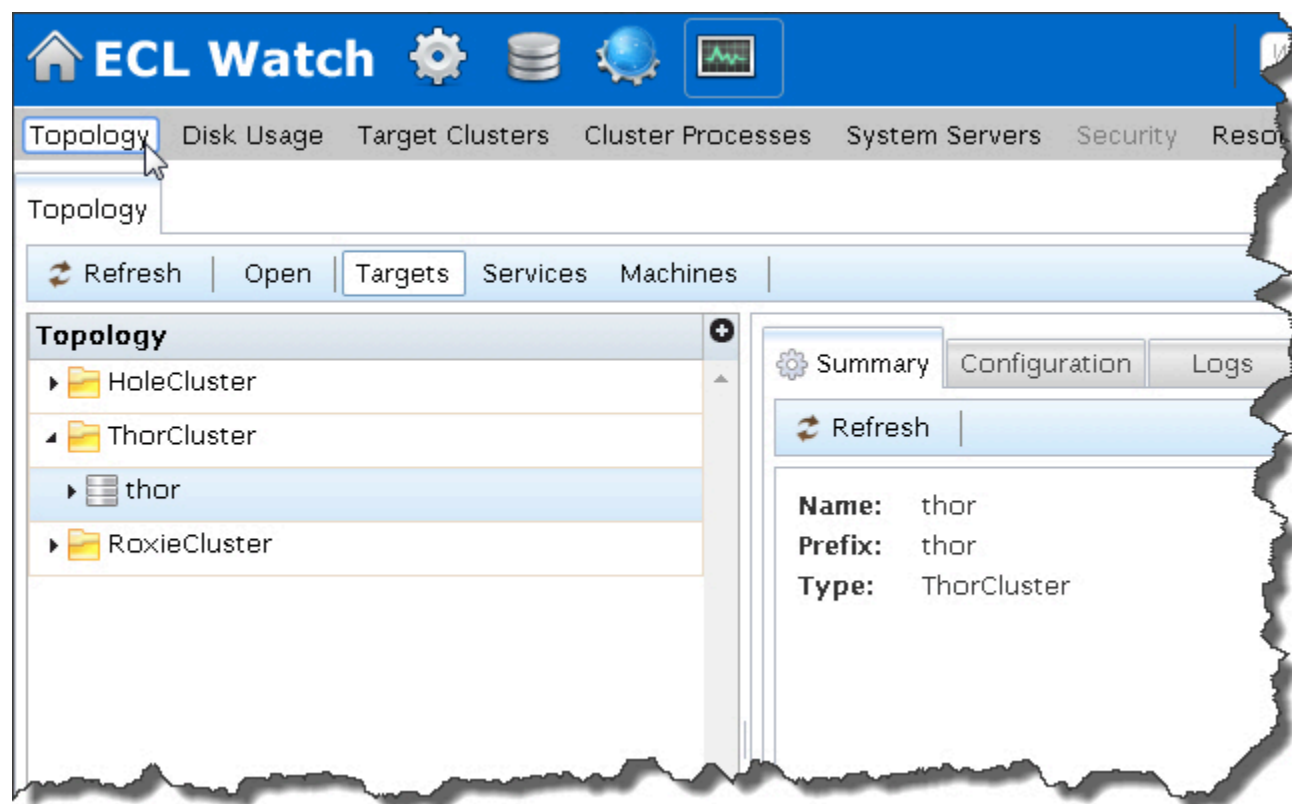 ECL Watch
Topology Disk Usage Target Clusters Cluster Processes System Servers Security
Topology
Refresh Open Targets Services Machines
Topology
HoleCluster
ThorCluster
thor
RoxieCluster
Summary Configuration Logs
Refresh
Name: thor
Prefix: thor
Type: ThorCluster